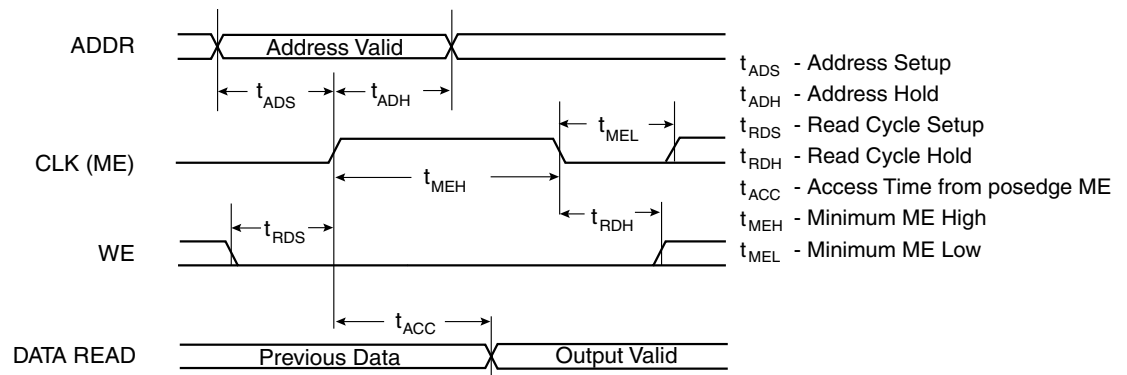 ADDR
Address Valid
tADS
tADH
CLK (ME)
tMEL
tMEH
WE
tRDS
tRDH
tACC
DATA READ
Previous Data
Output Valid
tADS - Address Setup
tADH - Address Hold
tRDS - Read Cycle Setup
tRDH - Read Cycle Hold
tACC - Access Time from posedge ME
tMEH - Minimum ME High
tMEL - Minimum ME Low